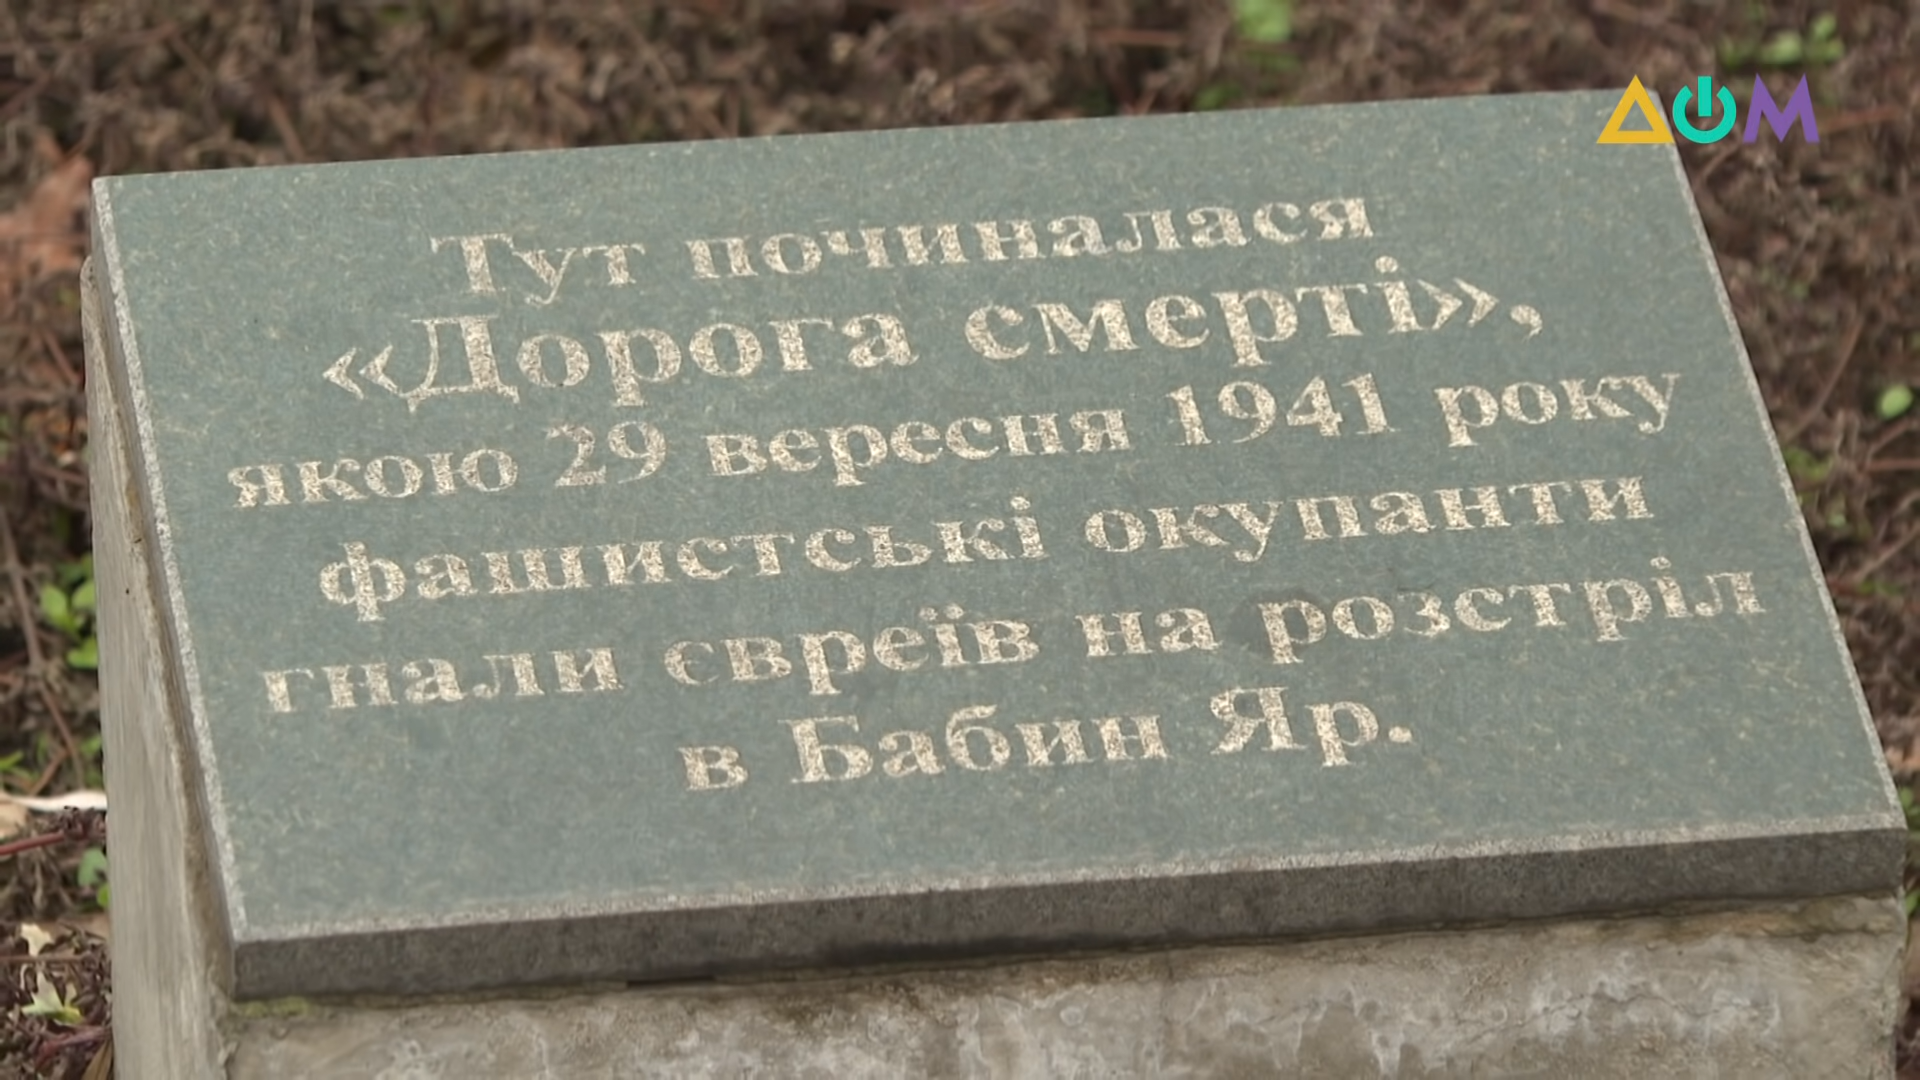 ДОМ
Тут починалася
«Дорога смерті»,
якою 29 вересня 1941 року
фашистські окупанти
гнали євреїв на розстріл
в Бабин Яр.